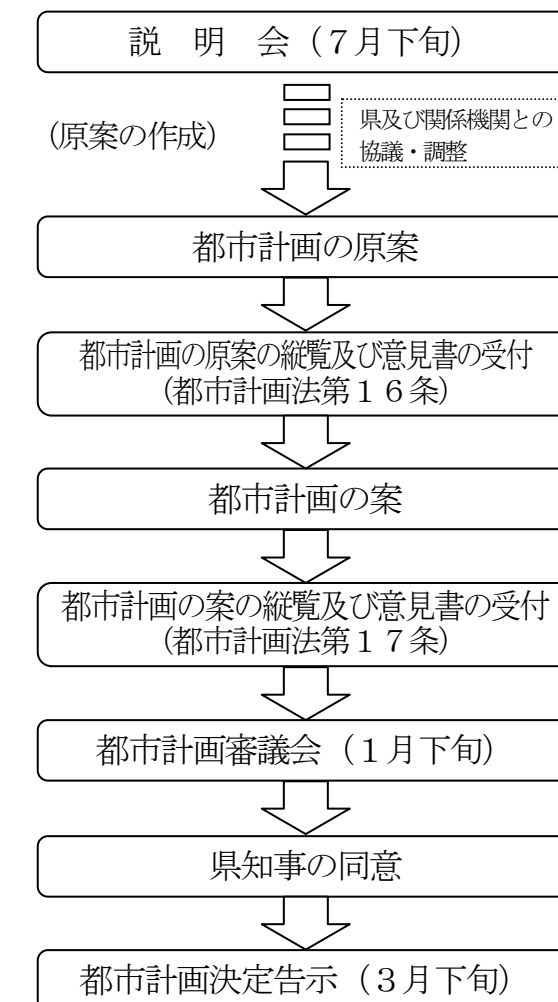 説　明　会（７月下旬）
(原案の作成)
県及び関係機関との
協議・調整
都市計画の原案
都市計画の原案の縦覧及び意見書の受付
(都市計画法第１６条)
都市計画の案
都市計画の案の縦覧及び意見書の受付
(都市計画法第１７条)
都市計画審議会（１月下旬）
県知事の同意
都市計画決定告示（３月下旬）